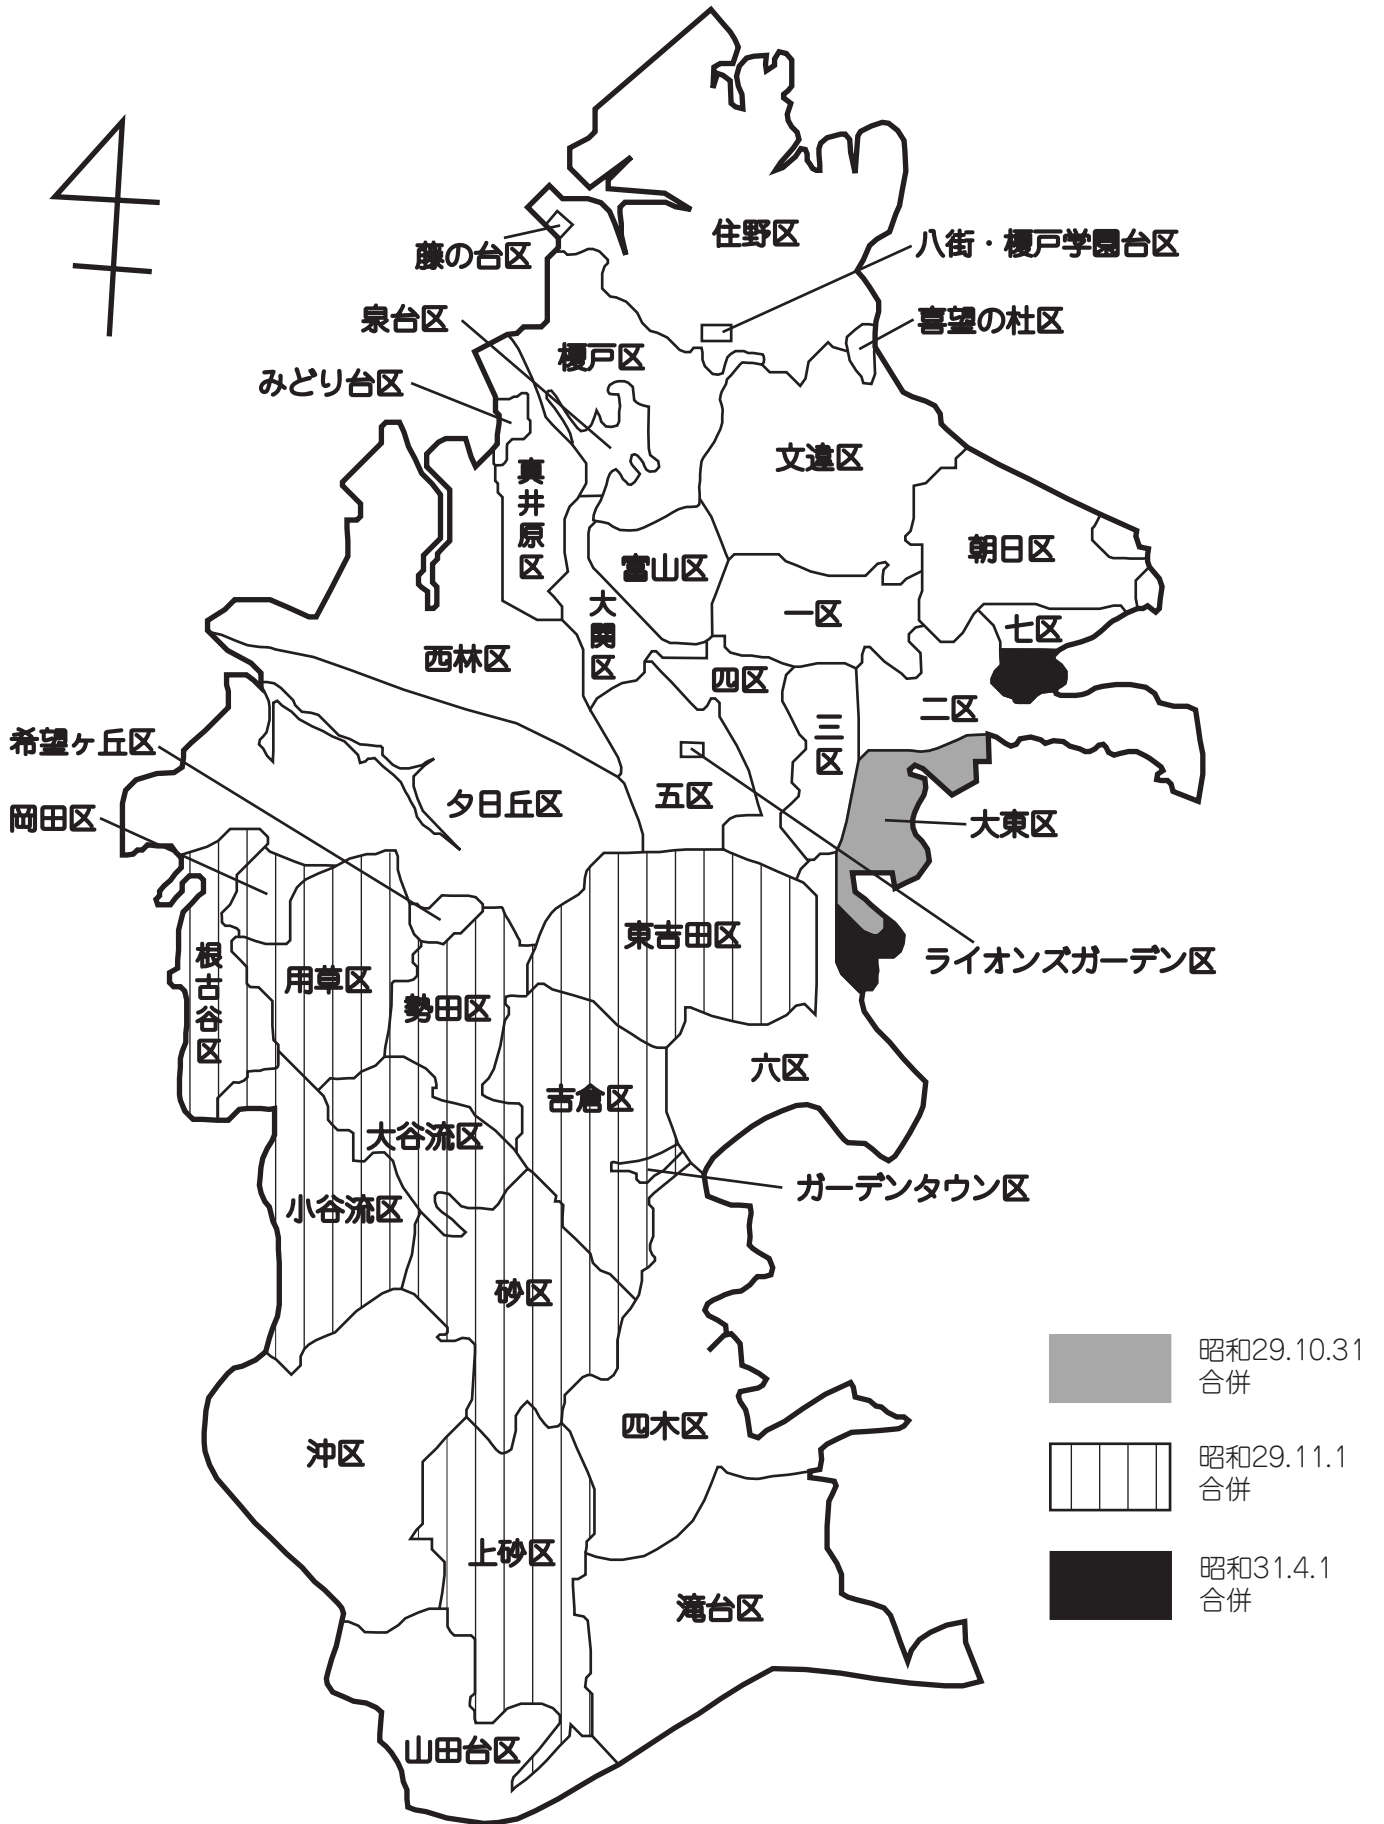 住野区
八街・榎戸学園台区
藤の台区
泉台区
喜望の杜区
榎戸区
みどり台区
文違区
真井原区
朝日区
富山区
大関区
一区
七区
西林区
四区
二区
三区
希望ヶ丘区
五区
夕日丘区
岡田区
大東区
東吉田区
ライオンズガーデン区
根古谷区
用草区
勢田区
六区
吉倉区
大谷流区
ガーデンタウン区
小谷流区
砂区
昭和29.10.31
合併
四木区
沖区
昭和29.11.1
合併
上砂区
昭和31.4.1
合併
滝台区
山田台区